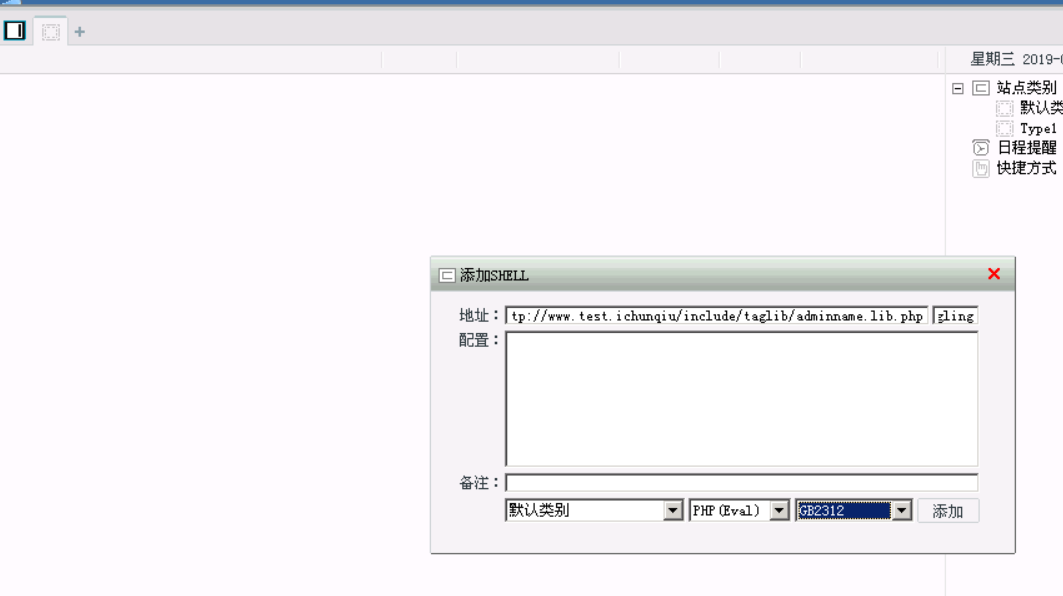 星期三 2019-
站点类别
默认类
Type1
日程提醒
快捷方式
添加SHELL
地址： tp://www.test.ichunqiu/include/taglib/adminname.lib.php gling
配置：
备注：
默认类别 PHP(Eval) GB2312 添加